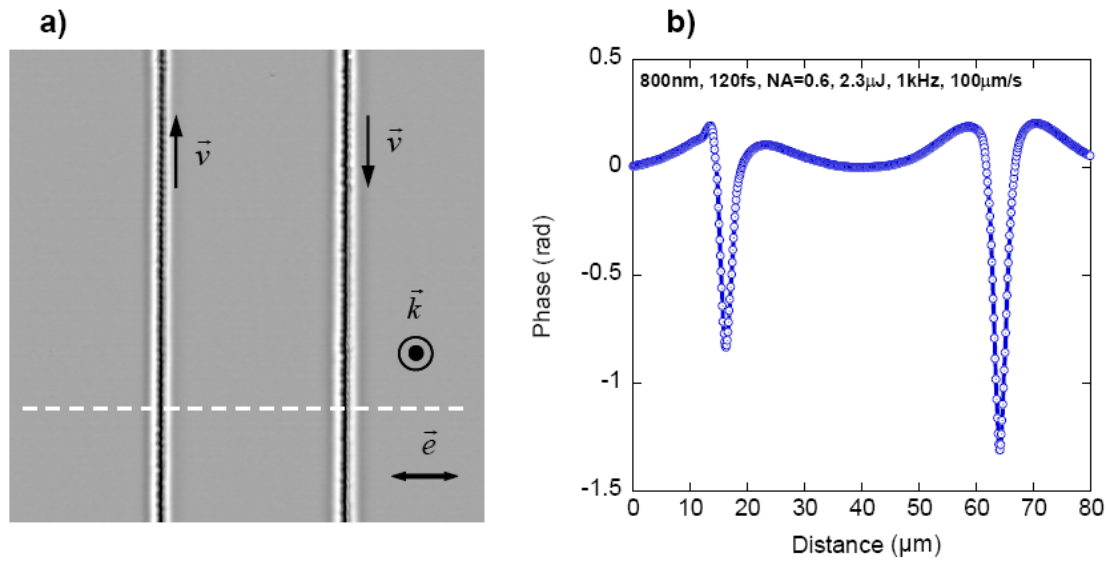 a)
v
v
k
e
b)
0.5
0
-0.5
-1
-1.5
800nm, 120fs, NA=0.6, 2.3μJ, 1kHz, 100μm/s
Phase (rad)
0 10 20 30 40 50 60 70 80
Distance (μm)